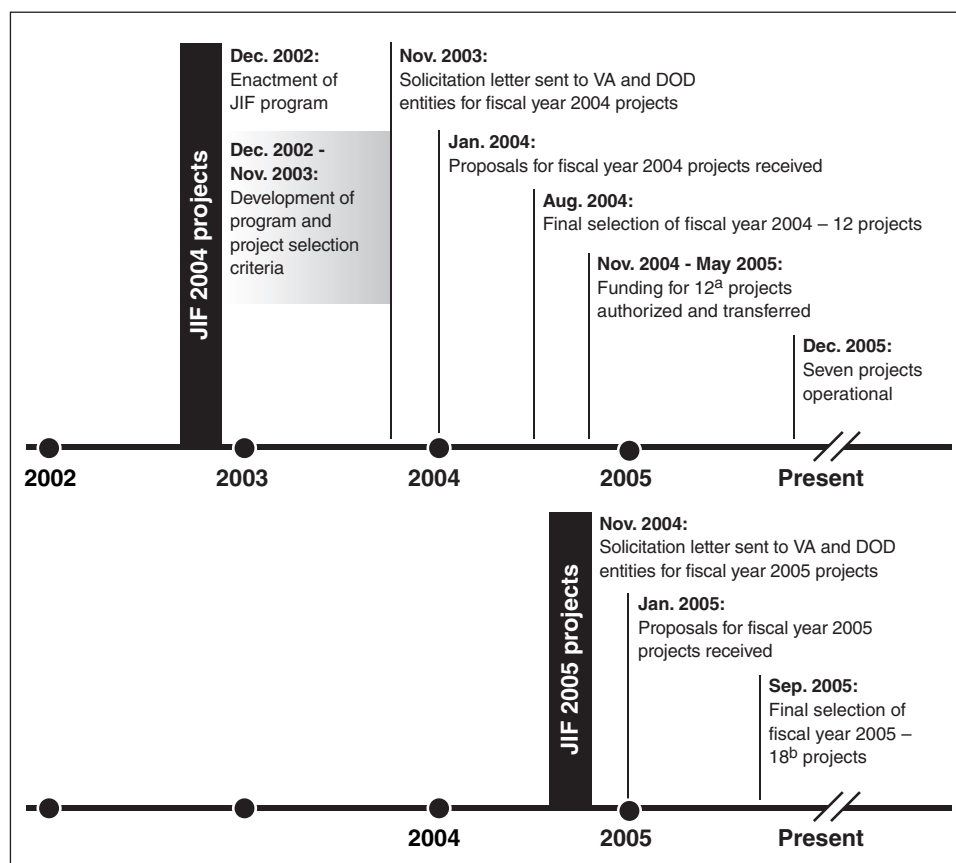 JIF 2004 projects
Dec. 2002:
Enactment of
JIF program
Dec. 2002 -
Nov. 2003:
Development of
program and
project selection
criteria
Nov. 2003:
Solicitation letter sent to VA and DOD
entities for fiscal year 2004 projects
Jan. 2004:
Proposals for fiscal year 2004 projects received
Aug. 2004:
Final selection of fiscal year 2004 – 12 projects
Nov. 2004 - May 2005:
Funding for 12a projects
authorized and transferred
Dec. 2005:
Seven projects
operational
2002 2003 2004 2005 Present
JIF 2005 projects
Nov. 2004:
Solicitation letter sent to VA and DOD
entities for fiscal year 2005 projects
Jan. 2005:
Proposals for fiscal year 2005
projects received
Sep. 2005:
Final selection of
fiscal year 2005 –
18b projects
2004 2005 Present